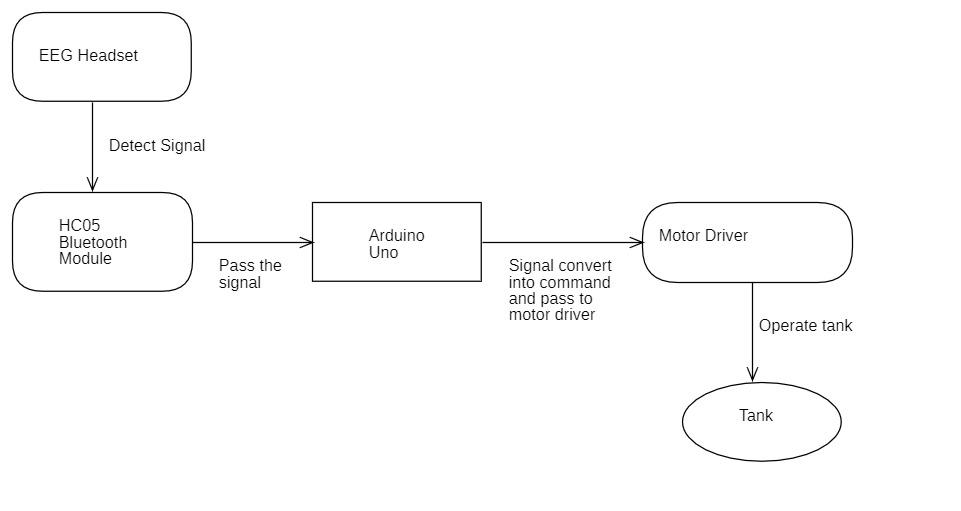 EEG Headset
Detect Signal
HC05
Bluetooth
Module
Pass the
signal
Arduino
Uno
Signal convert
into command
and pass to
motor driver
Motor Driver
Operate tank
Tank